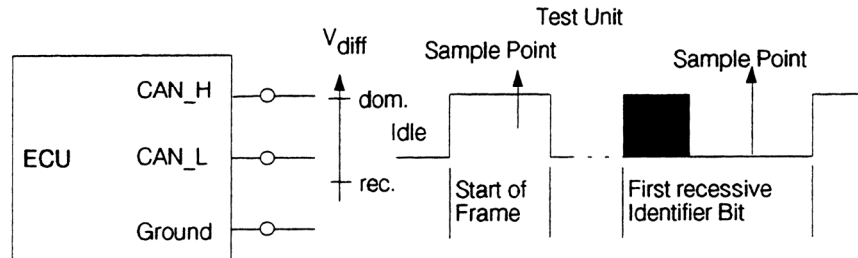 Test Unit
V diff
Sample Point
Sample Point
CAN_H
dom.
Idle
ECU
CAN_L
rec.
Start of
Frame
First recessive
Identifier Bit
Ground